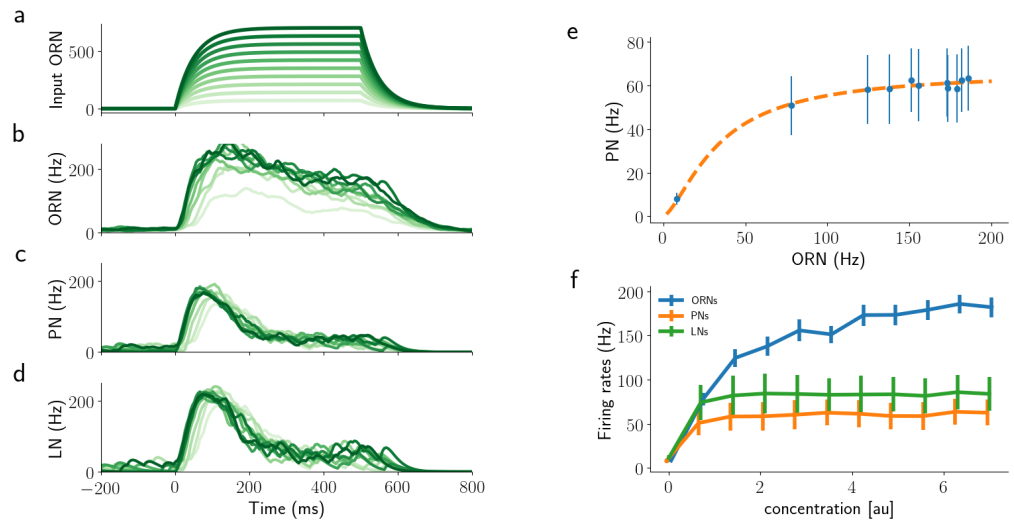 a
Input ORN
500
0
b
ORN (Hz)
200
0
c
PN (Hz)
200
0
d
LN (Hz)
200
0
−200 0 200 400 600 800
Time (ms)
e
PN (Hz)
80
60
40
20
0
0 50 100 150 200
ORN (Hz)
f
Firing rates (Hz)
200
150
100
50
0
ORNs
PNs
LNs
0 2 4 6
concentration [au]